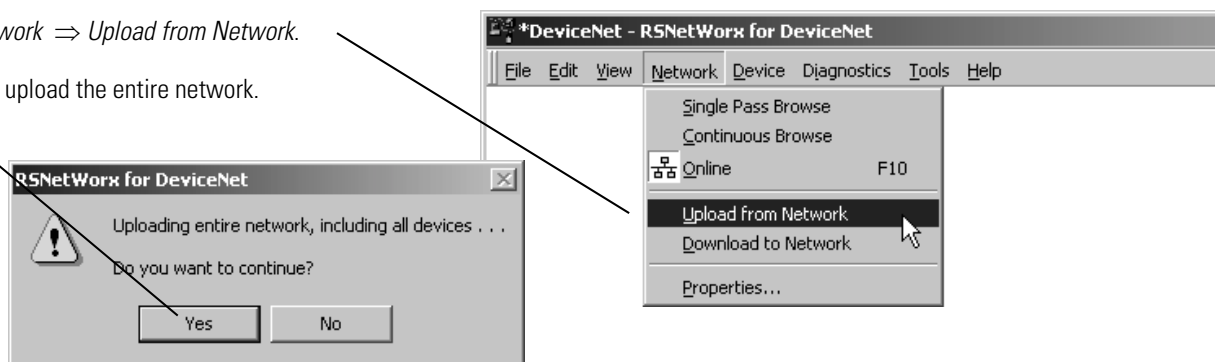 work ⇒ Upload from Network.
upload the entire network.
*DeviceNet - RSNetWorx for DeviceNet
File Edit View Network Device Diagnostics Tools Help
Single Pass Browse
Continuous Browse
Online F10
Upload from Network
Download to Network
Properties...
RSNetWorx for DeviceNet
Uploading entire network, including all devices . . .
Do you want to continue?
Yes No